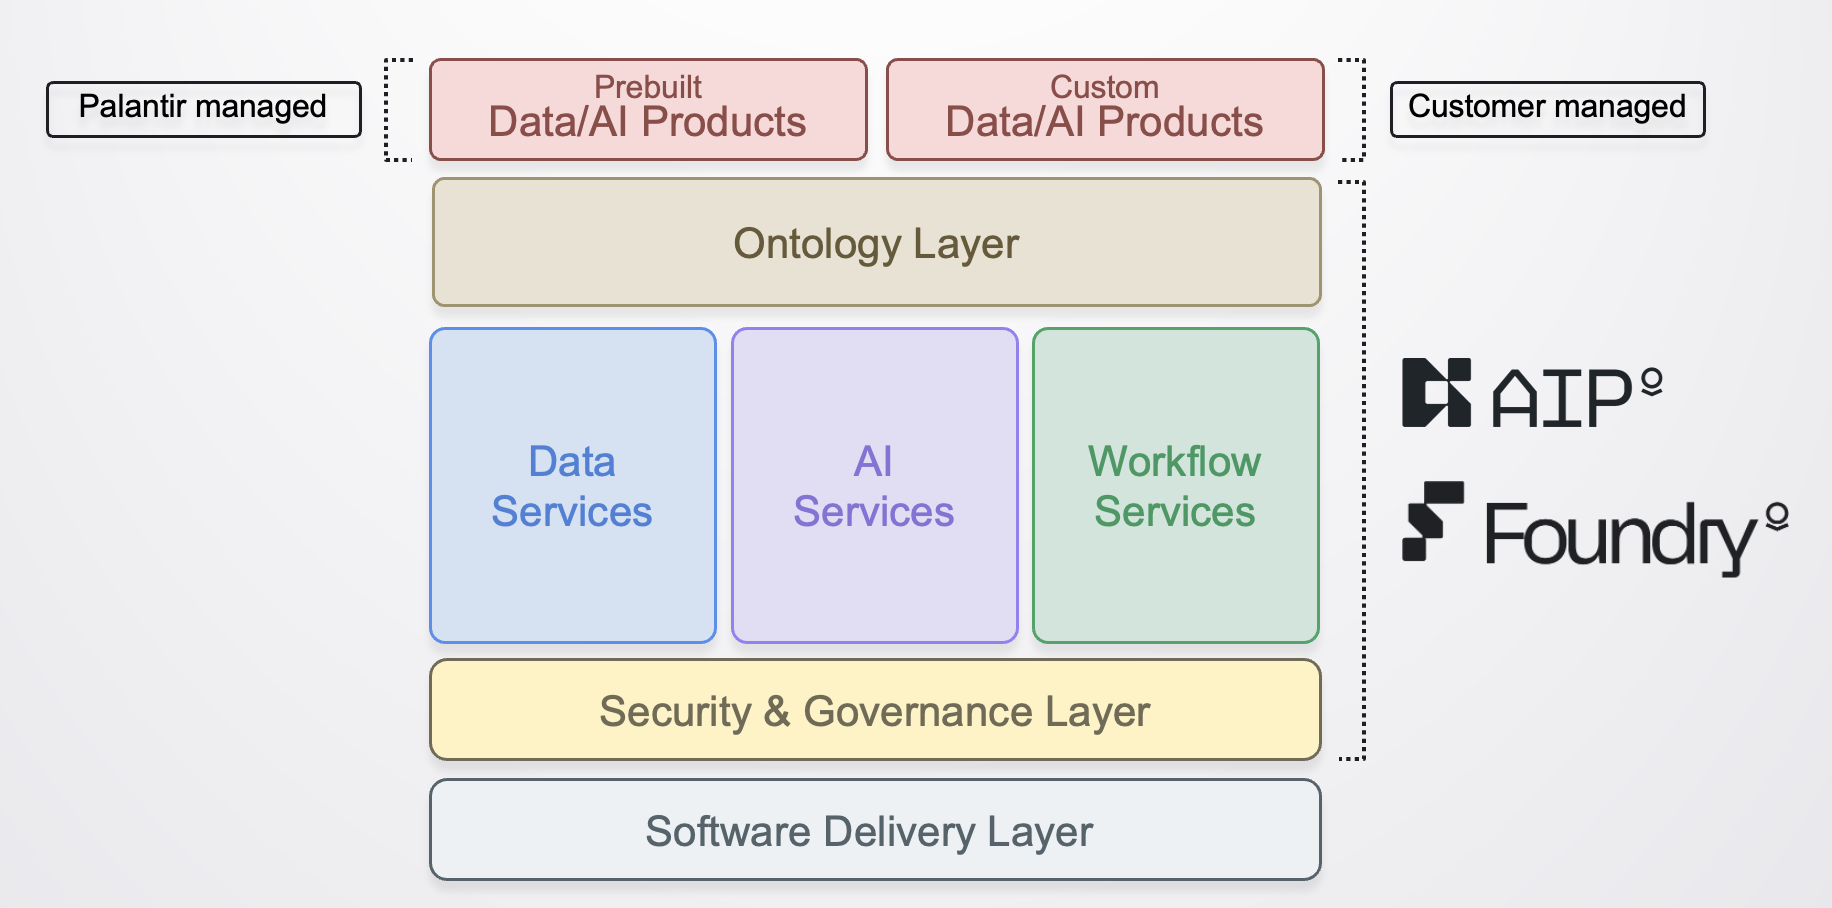 Palantir managed
Prebuilt
Data/AI Products
Custom
Data/AI Products
Customer managed
Ontology Layer
Data
Services
AI
Services
Workflow
Services
AIP
Foundry
Security & Governance Layer
Software Delivery Layer